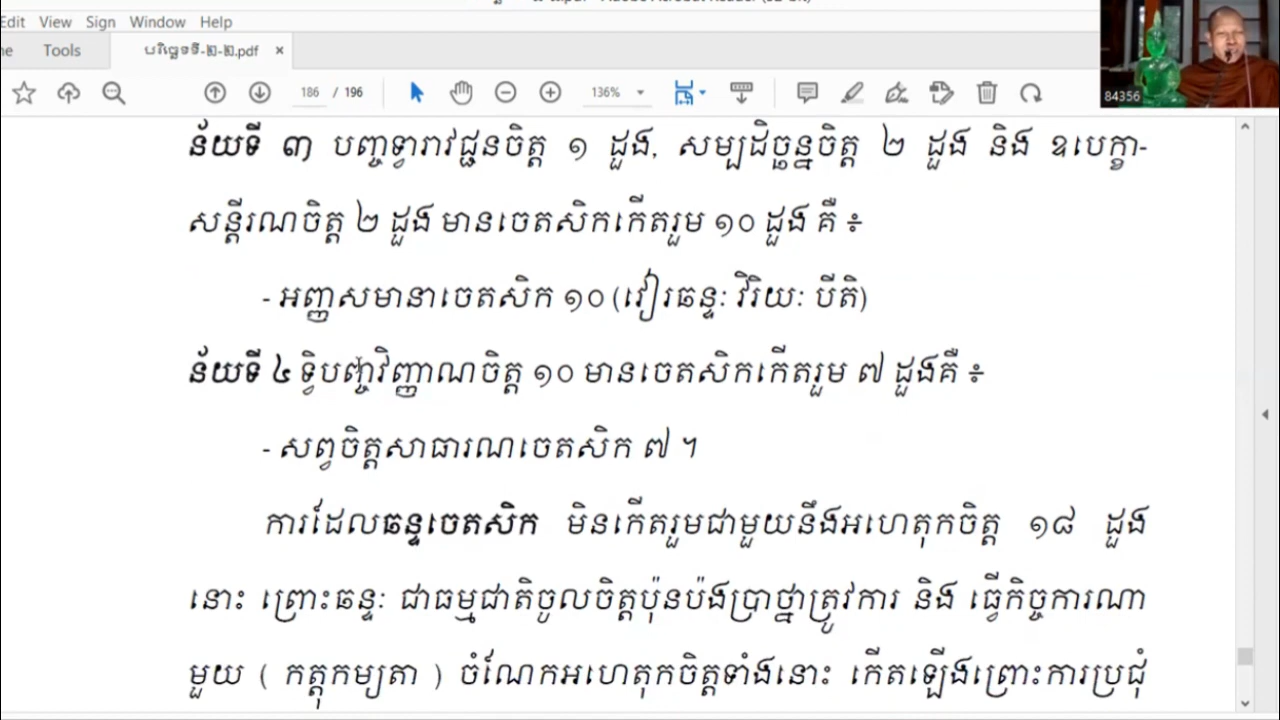 Edit View Sign Window Help
Tools បរិច្ឆេទទី-២-២.pdf ×
186 / 196 136%
84356
ន័យទី ៣ បញ្ចទ្វារាវជ្ជនចិត្ត ១ ដួង, សម្បដិច្ឆន្នចិត្ត ២ ដួង និង ឧបេក្ខា-
សន្តីរណចិត្ត ២ ដួង មានចេតសិកកើតរួម ១០ ដួង គឺ ៖
- អញ្ញសមានាចេតសិក ១០ (វៀរឆន្ទៈ វិរិយៈ បីតិ)
ន័យទី ៤ ទ្វិបញ្ចវិញ្ញាណចិត្ត ១០ មានចេតសិកកើតរួម ៧ ដួងគឺ ៖
- សព្វចិត្តសាធារណចេតសិក ៧ ។
ការដែលឆន្ទចេតសិក មិនកើតរួមជាមួយនឹងអហេតុកចិត្ត ១៨ ដួង
នោះ ព្រោះឆន្ទៈ ជាធម្មជាតិចូលចិត្តប៉ុនប៉ងប្រាថ្នាត្រូវការ និង ធ្វើកិច្ចការណា
មួយ ( កត្តុកម្យតា ) ចំណែកអហេតុកចិត្តទាំងនោះ កើតឡើងព្រោះការប្រជុំ